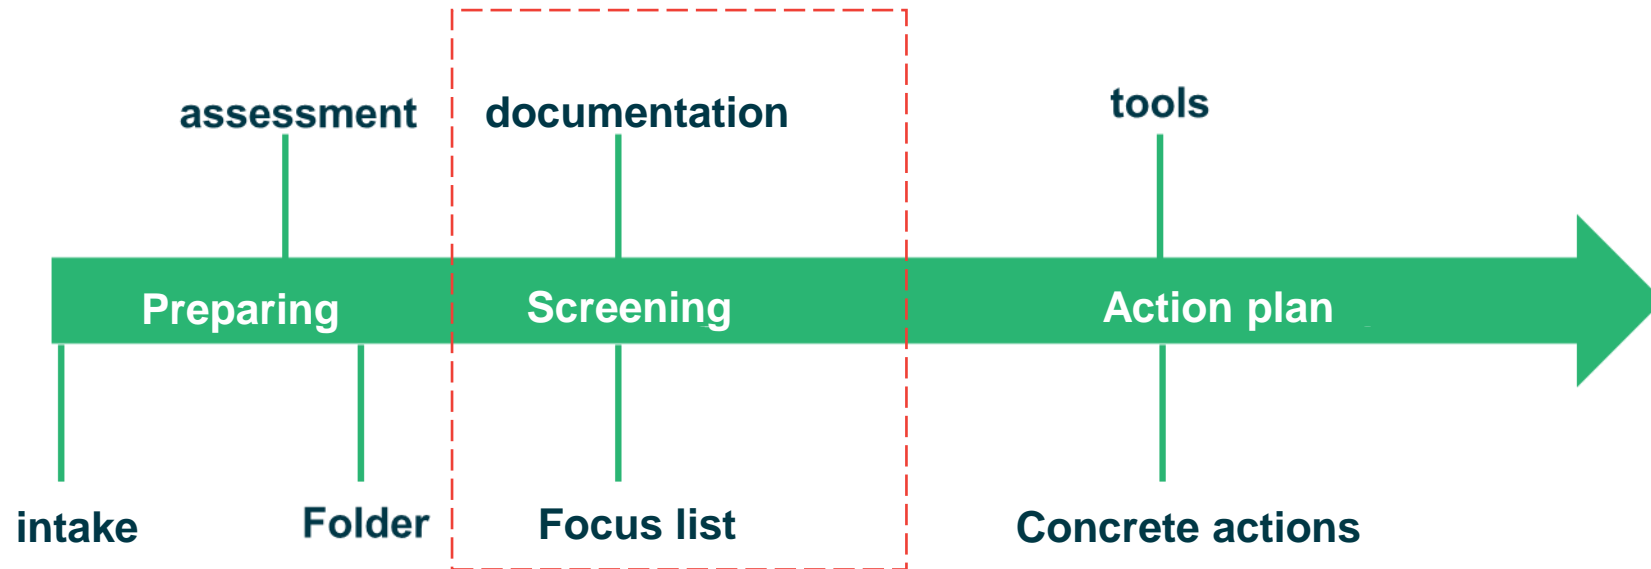 assessment
documentation
tools
Preparing
Screening
Action plan
intake
Folder
Focus list
Concrete actions